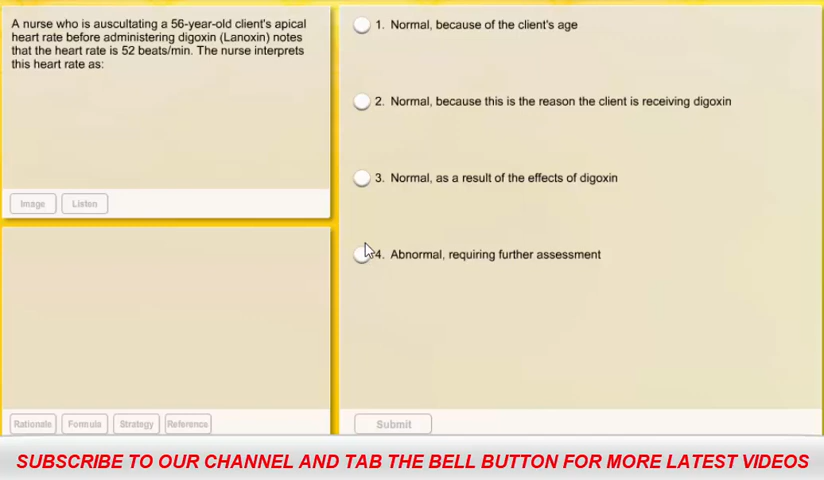 A nurse who is auscultating a 56-year-old client's apical
heart rate before administering digoxin (Lanoxin) notes
that the heart rate is 52 beats/min. The nurse interprets
this heart rate as:
Image
Listen
1. Normal, because of the client's age
2. Normal, because this is the reason the client is receiving digoxin
3. Normal, as a result of the effects of digoxin
4. Abnormal, requiring further assessment
Rationale
Formula
Strategy
Reference
Submit
SUBSCRIBE TO OUR CHANNEL AND TAB THE BELL BUTTON FOR MORE LATEST VIDEOS